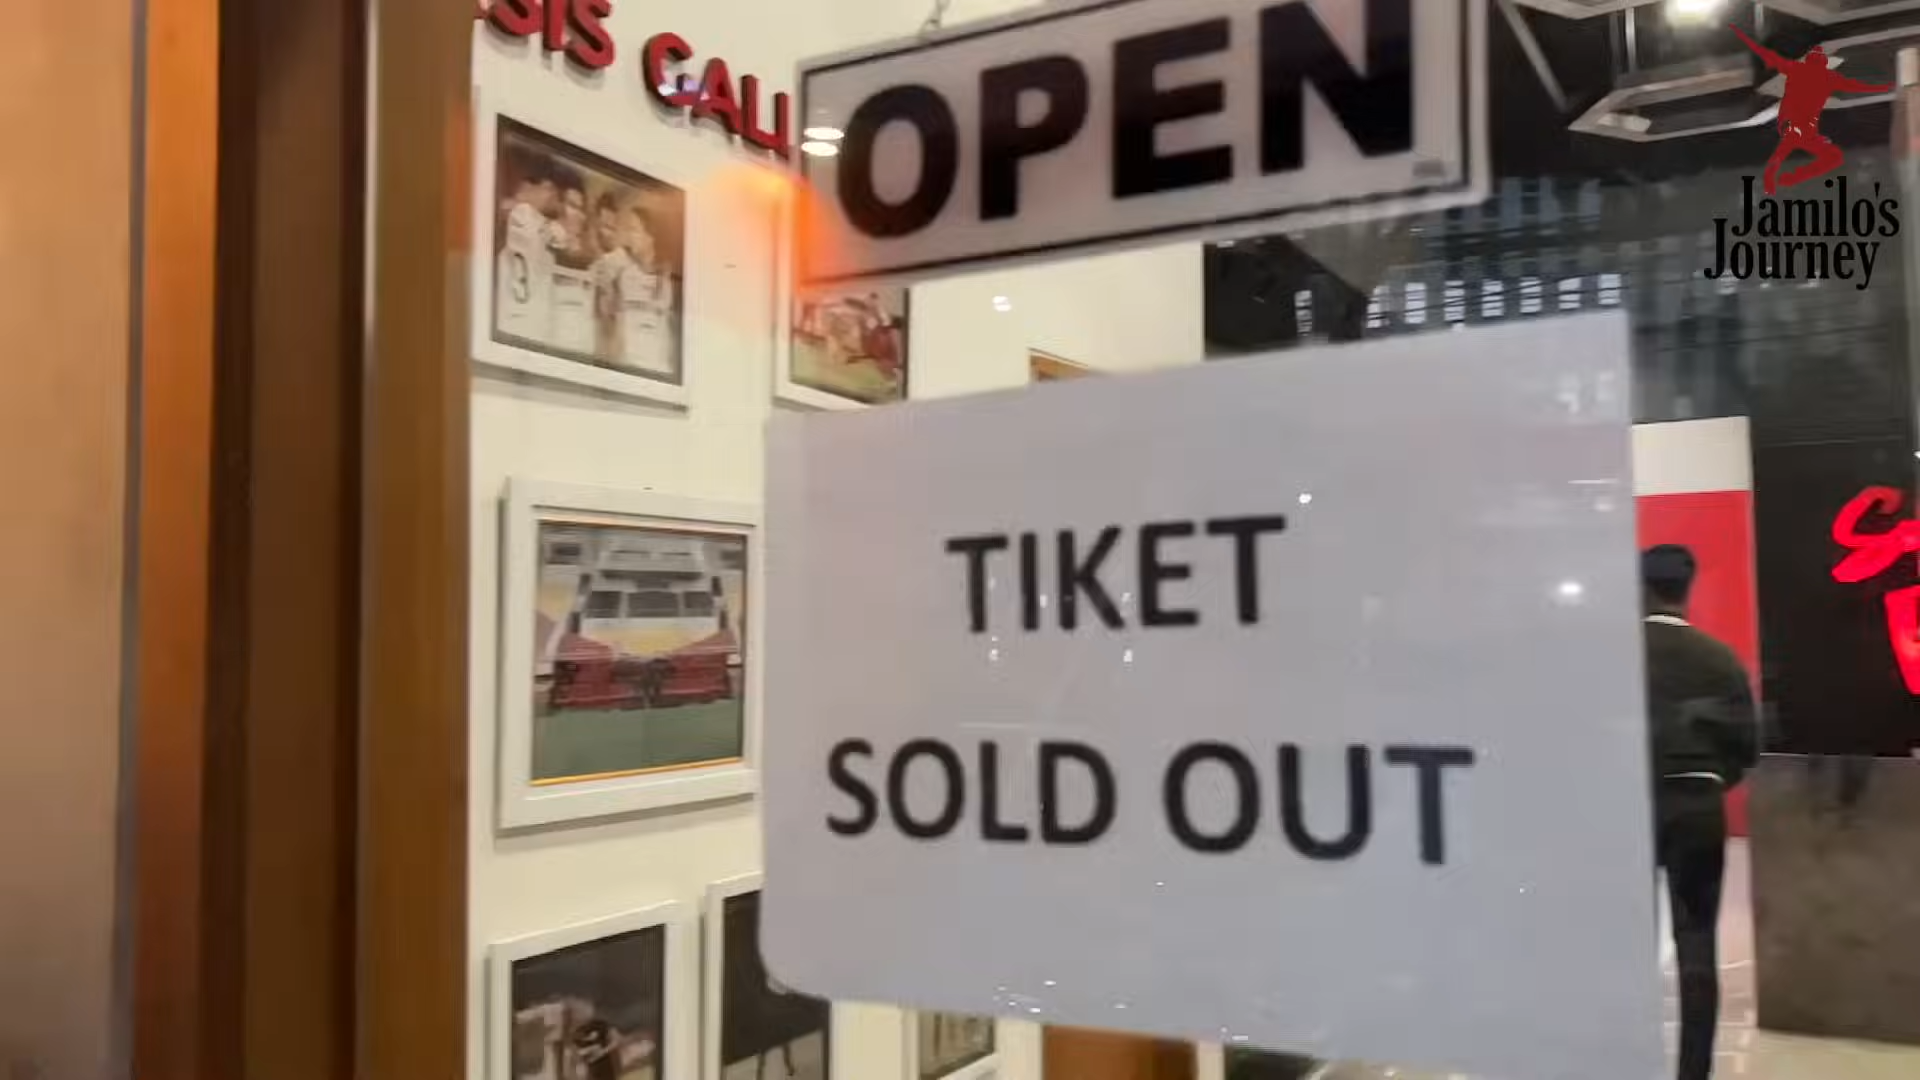 SIS GALL
OPEN
Jamilo's
Journey
TIKET
SOLD OUT